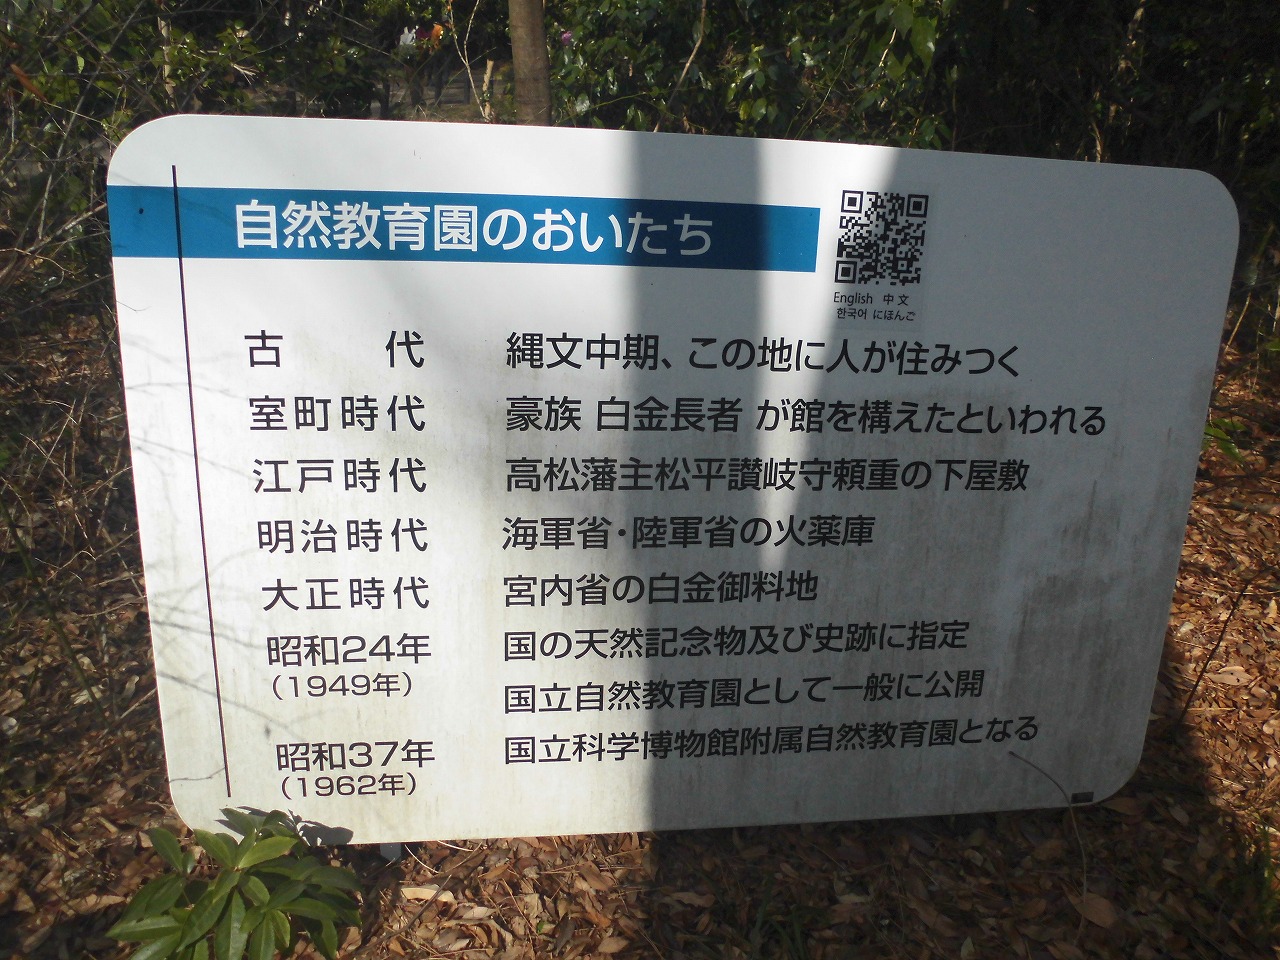 自然教育園のおいたち
English 中文
한국어 にほんご
古代 縄文中期、この地に人が住みつく
室町時代 豪族 白金長者 が館を構えたといわれる
江戸時代 高松藩主松平讃岐守頼重の下屋敷
明治時代 海軍省・陸軍省の火薬庫
大正時代 宮内省の白金御料地
昭和24年 国の天然記念物及び史跡に指定
(1949年) 国立自然教育園として一般に公開
昭和37年 国立科学博物館附属自然教育園となる
(1962年)